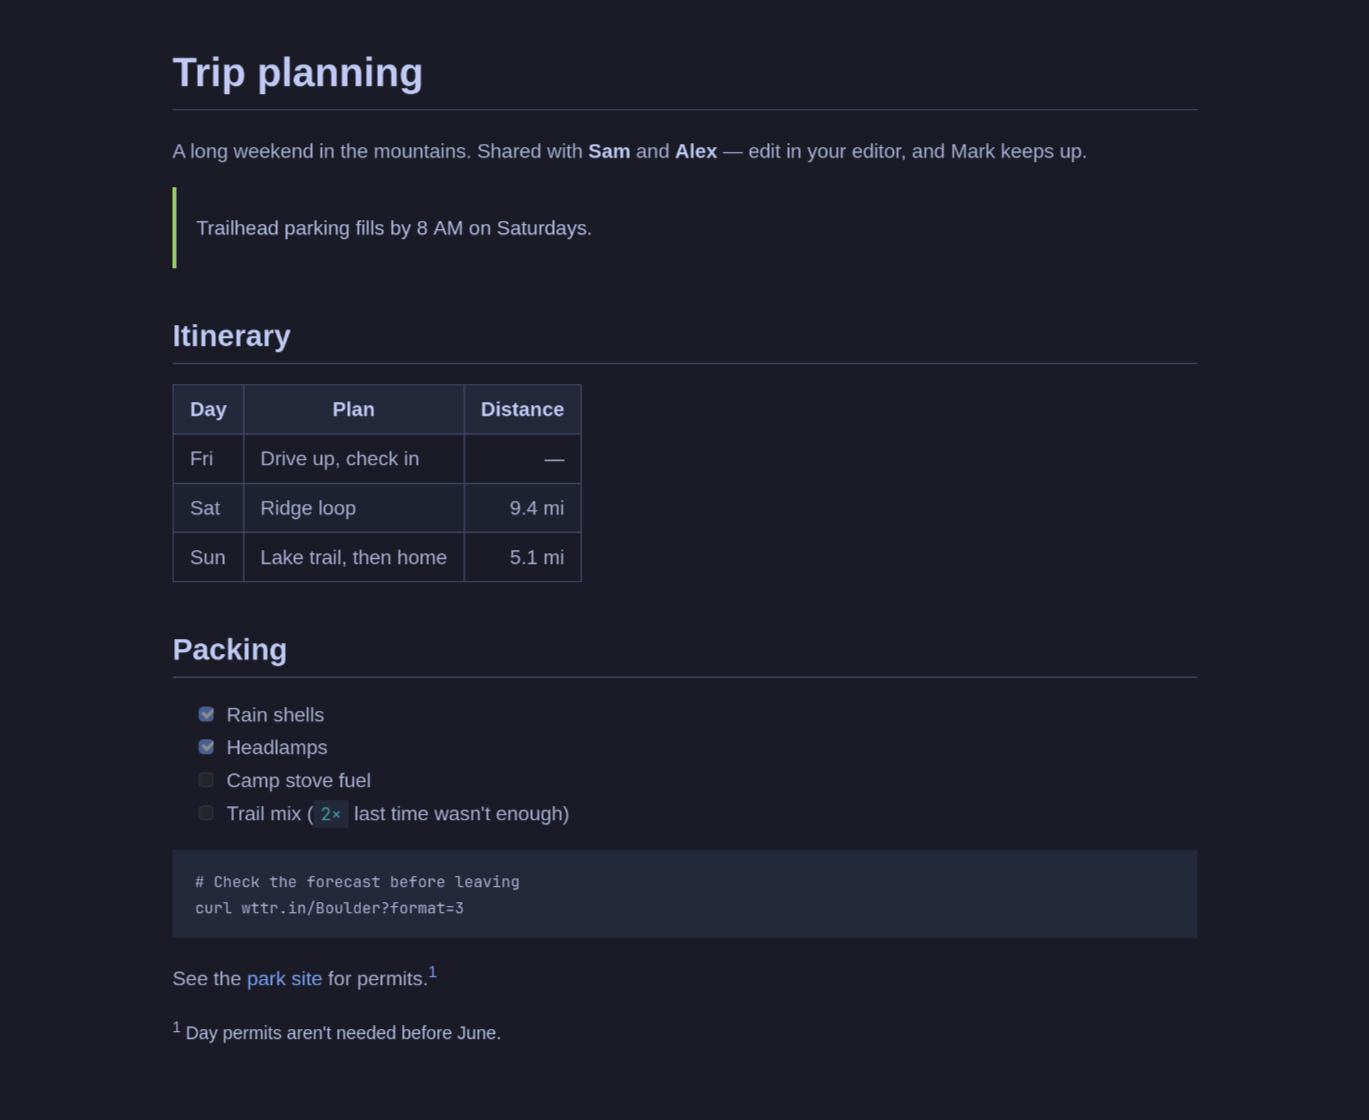 Trip planning
A long weekend in the mountains. Shared with Sam and Alex — edit in your editor, and Mark keeps up.
Trailhead parking fills by 8 AM on Saturdays.
Itinerary
Day Plan Distance
Fri Drive up, check in —
Sat Ridge loop 9.4 mi
Sun Lake trail, then home 5.1 mi
Packing
Rain shells
Headlamps
Camp stove fuel
Trail mix (2× last time wasn't enough)
# Check the forecast before leaving
curl wttr.in/Boulder?format=3
See the park site for permits.1
1 Day permits aren't needed before June.